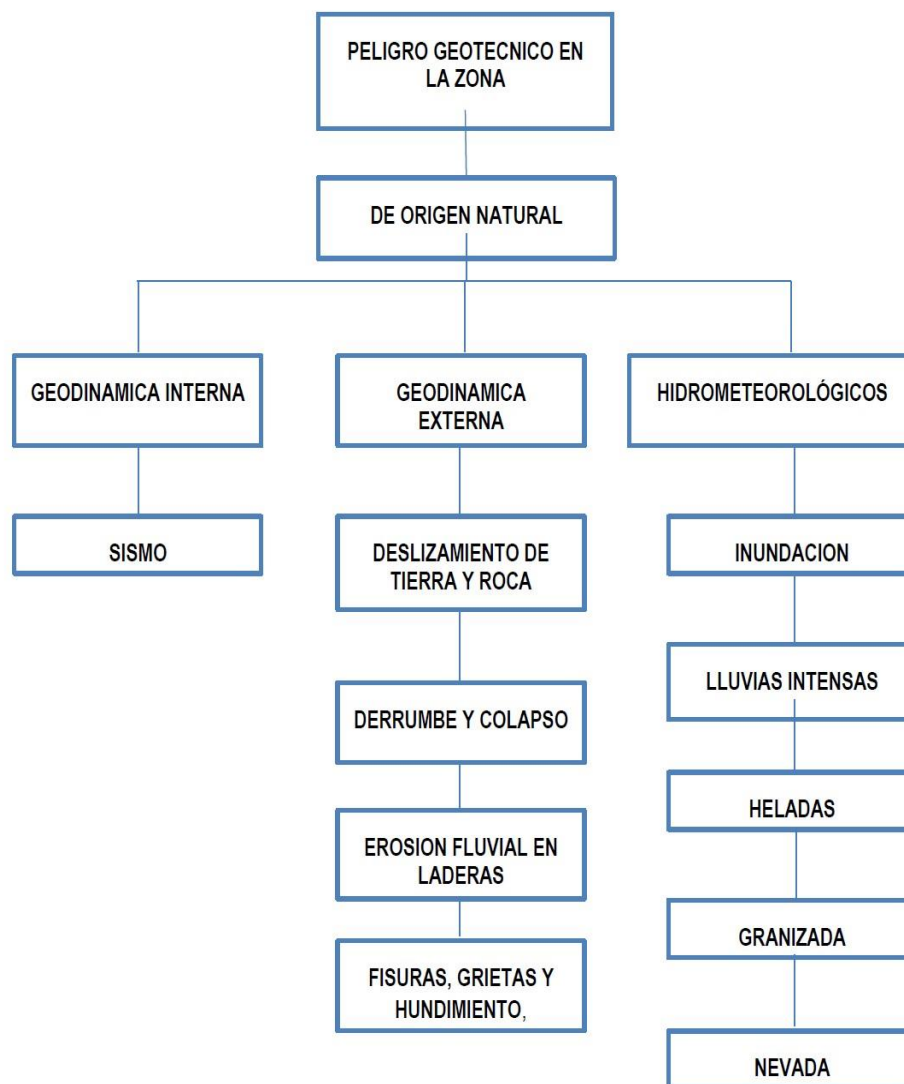 PELIGRO GEOTECNICO EN
LA ZONA
DE ORIGEN NATURAL
GEODINAMICA INTERNA
GEODINAMICA
EXTERNA
HIDROMETEOROLÓGICOS
SISMO
DESLIZAMIENTO DE
TIERRA Y ROCA
INUNDACION
DERRUMBE Y COLAPSO
LLUVIAS INTENSAS
EROSION FLUVIAL EN
LADERAS
HELADAS
FISURAS, GRIETAS Y
HUNDIMIENTO,
GRANIZADA
NEVADA